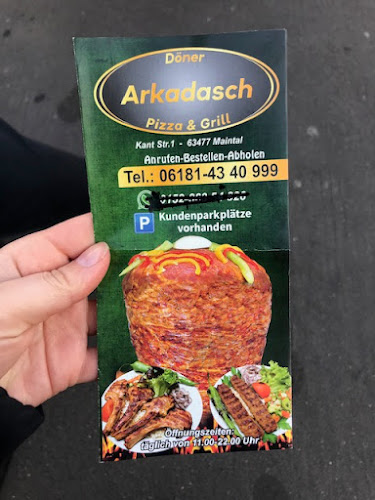 Döner
Arkadasch
Pizza & Grill
Kant Str.1 - 63477 Maintal
Anrufen-Bestellen-Abholen
Tel.: 06181-43 40 999
P Kundenparkplätze
vorhanden
Öffnungszeiten:
täglich von 11.00-22.00 Uhr